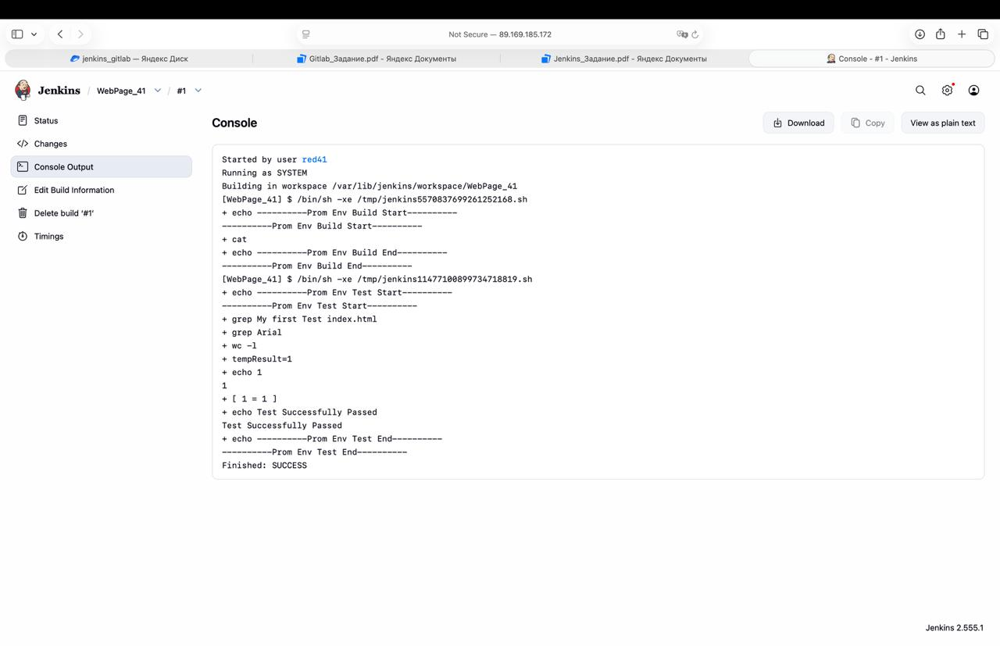 Not Secure — 89.169.185.172
jenkins_gitlab — Яндекс Диск
Gitlab_Задание.pdf - Яндекс Документы
Jenkins_Задание.pdf - Яндекс Документы
Console - #1 - Jenkins
Jenkins / WebPage_41 / #1
Status
Changes
Console Output
Edit Build Information
Delete build ‘#1’
Timings
Console
Download
Copy
View as plain text
Started by user red41
Running as SYSTEM
Building in workspace /var/lib/jenkins/workspace/WebPage_41
[WebPage_41] $ /bin/sh -xe /tmp/jenkins5570837699261252168.sh
+ echo ----------Prom Env Build Start----------
----------Prom Env Build Start----------
+ cat
+ echo ----------Prom Env Build End----------
----------Prom Env Build End----------
[WebPage_41] $ /bin/sh -xe /tmp/jenkins11477100899734718819.sh
+ echo ----------Prom Env Test Start----------
----------Prom Env Test Start----------
+ grep My first Test index.html
+ grep Arial
+ wc -l
+ tempResult=1
+ echo 1
1
+ [ 1 = 1 ]
+ echo Test Successfully Passed
Test Successfully Passed
+ echo ----------Prom Env Test End----------
----------Prom Env Test End----------
Finished: SUCCESS
Jenkins 2.555.1